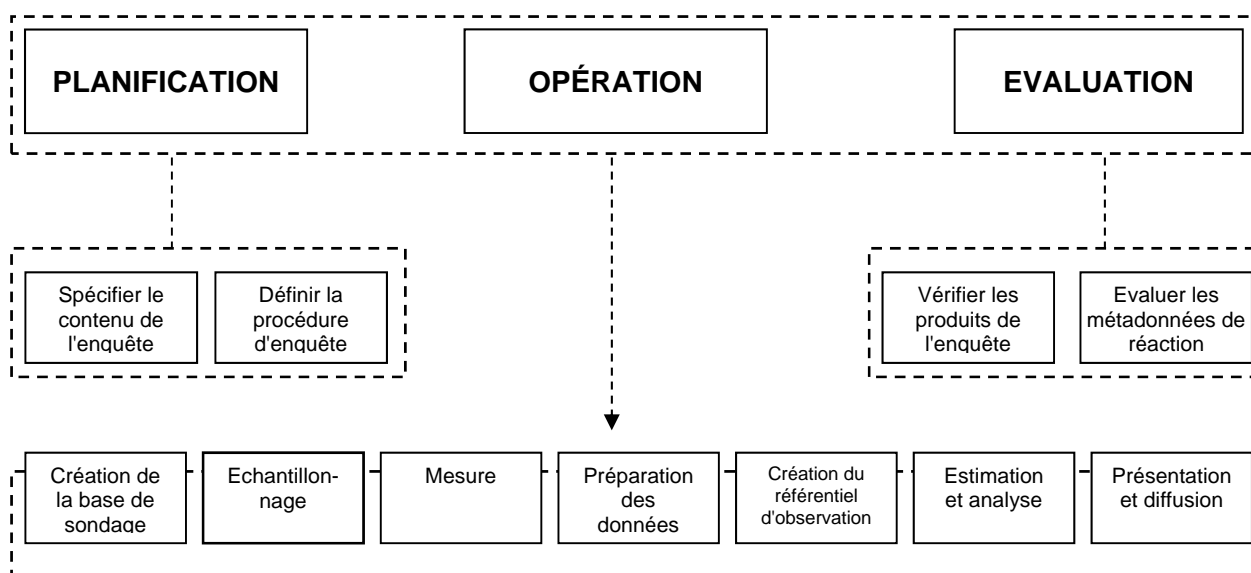 PLANIFICATION
OPÉRATION
EVALUATION
Spécifier le
contenu de
l'enquête
Définir la
procédure
d'enquête
Vérifier les
produits de
l'enquête
Evaluer les
métadonnées de
réaction
Création de
la base de
sondage
Echantillon-
nage
Mesure
Préparation
des
données
Création du
référentiel
d'observation
Estimation
et analyse
Présentation
et diffusion